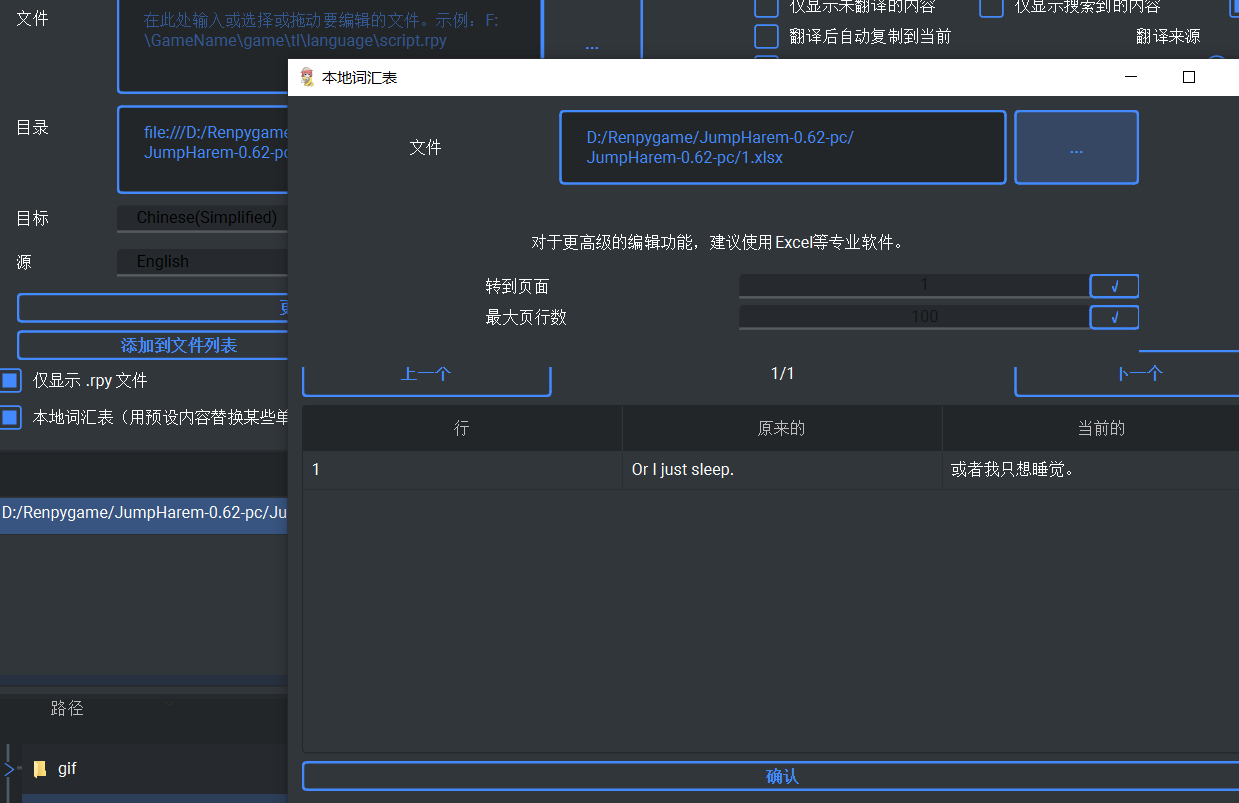 文件
在此处输入或选择或拖动要编辑的文件。示例：F:
\GameName\game\tl\language\script.rpy
...
仅显示未翻译的内容
仅显示搜索到的内容
翻译后自动复制到当前
翻译来源
本地词汇表
目录
file:///D:/Renpygame
JumpHarem-0.62-pc
文件
D:/Renpygame/JumpHarem-0.62-pc/
JumpHarem-0.62-pc/1.xlsx
...
目标
Chinese(Simplified)
源
English
对于更高级的编辑功能，建议使用Excel等专业软件。
转到页面
1
√
最大页行数
100
√
添加到文件列表
仅显示 .rpy 文件
本地词汇表（用预设内容替换某些单
上一个
1/1
下一个
行
原来的
当前的
1
Or I just sleep.
或者我只想睡觉。
D:/Renpygame/JumpHarem-0.62-pc/Ju
路径
gif
确认